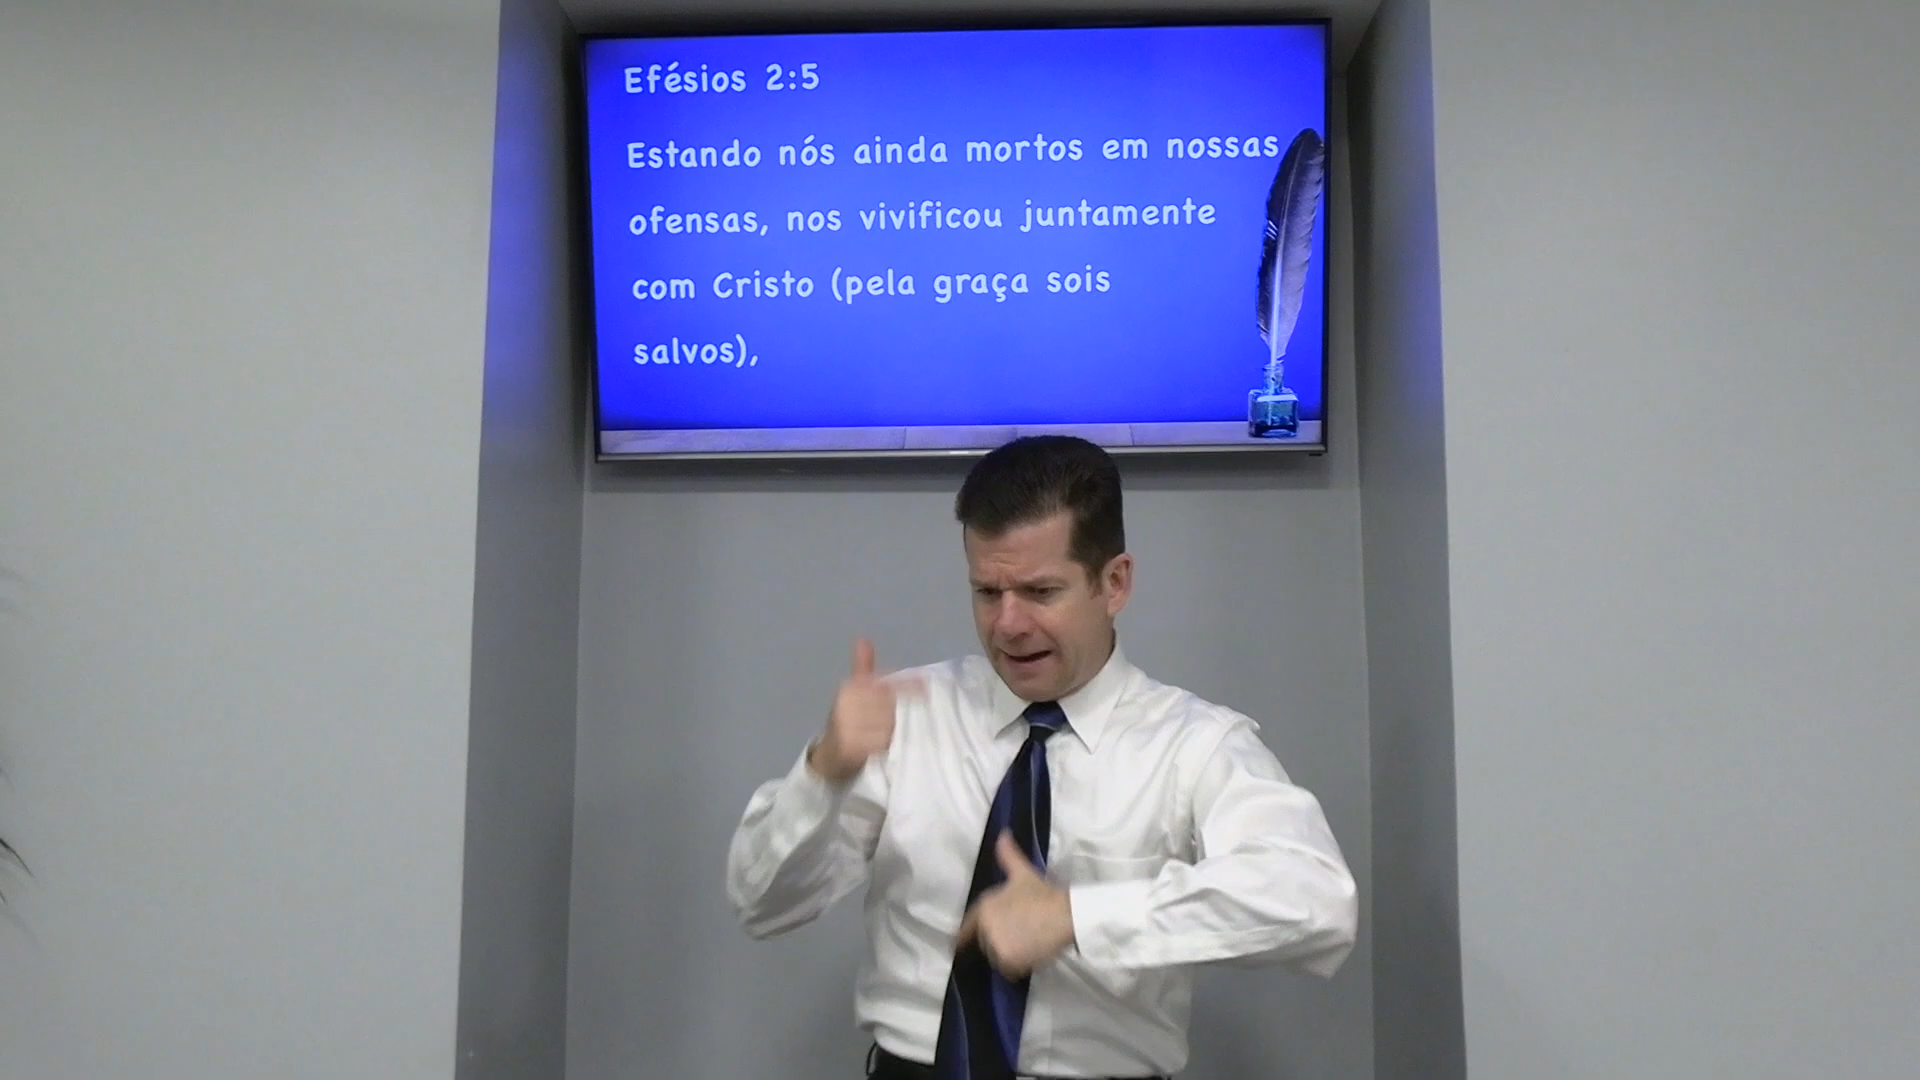 Efésios 2:5
Estando nós ainda mortos em nossas
ofensas, nos vivificou juntamente
com Cristo (pela graça sois
salvos),